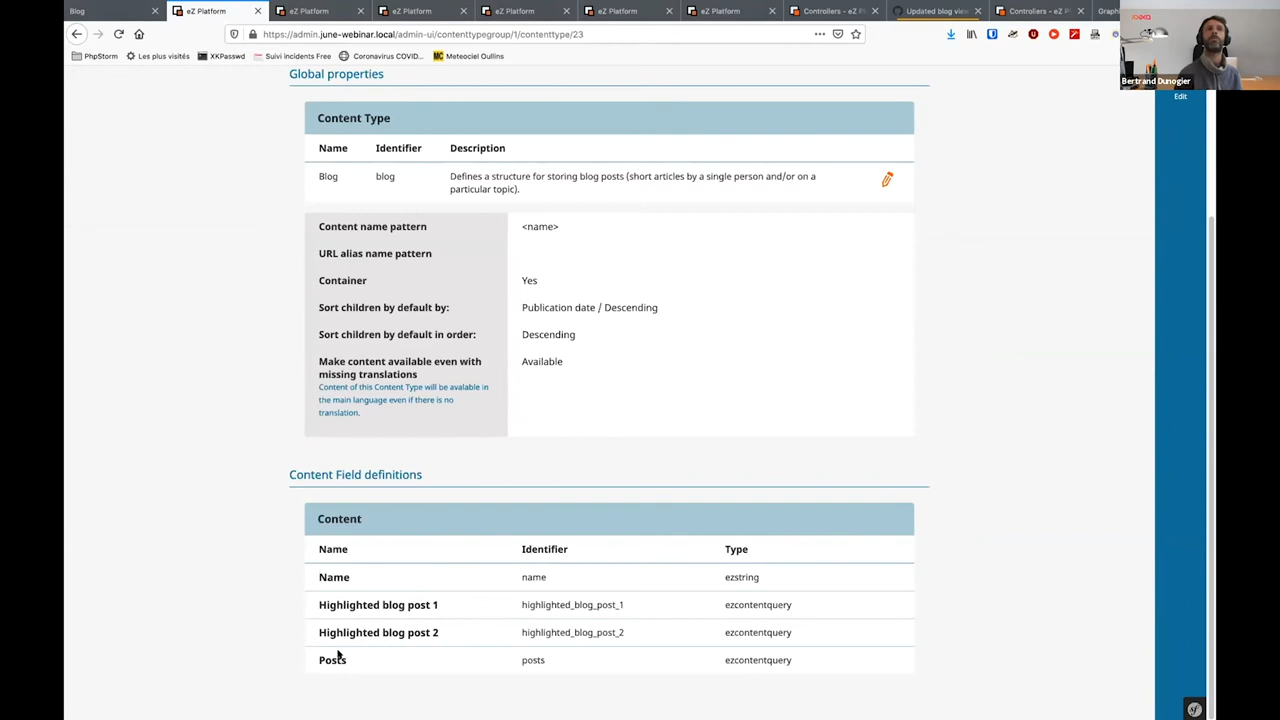 Blog
eZ Platform
eZ Platform
eZ Platform
eZ Platform
eZ Platform
eZ Platform
Controllers - eZ P
Updated blog view
Controllers - eZ P
Graph
https://admin.june-webinar.local/admin-ui/contenttypegroup/1/contenttype/23
PhpStorm
Les plus visités
XKPasswd
Suivi incidents Free
Coronavirus COVID...
Meteociel Oullins
Bertrand Dunogier
Edit
Global properties
Content Type
Name Identifier Description
Blog blog Defines a structure for storing blog posts (short articles by a single person and/or on a
particular topic).
Content name pattern <name>
URL alias name pattern
Container Yes
Sort children by default by: Publication date / Descending
Sort children by default in order: Descending
Make content available even with Available
missing translations
Content of this Content Type will be available in
the main language even if there is no
translation.
Content Field definitions
Content
Name Identifier Type
Name name ezstring
Highlighted blog post 1 highlighted_blog_post_1 ezcontentquery
Highlighted blog post 2 highlighted_blog_post_2 ezcontentquery
Posts posts ezcontentquery